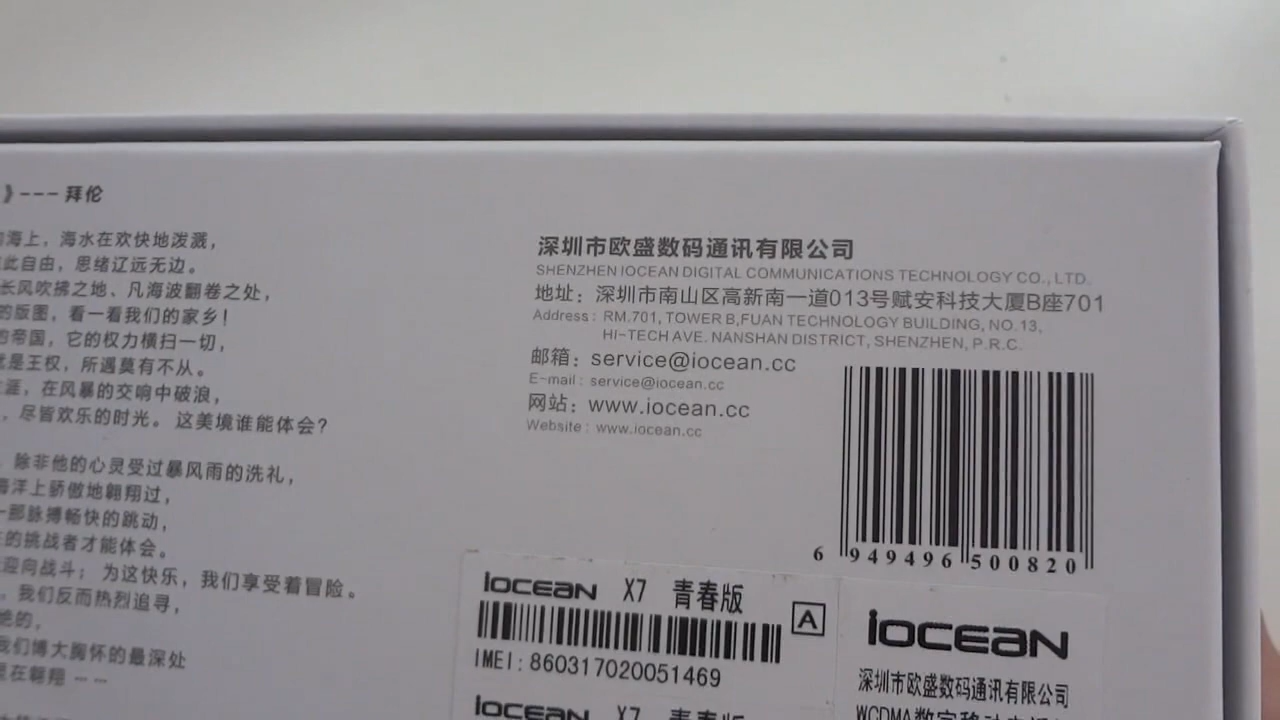 》--- 拜伦
海上，海水在欢快地泼溅，
此自由，思绪辽远无边。
长风吹拂之地、凡海波翻卷之处，
的版图，看一看我们的家乡！
的帝国，它的权力横扫一切，
就是王权，所遇莫有不从。
涯，在风暴的交响中破浪，
，尽皆欢乐的时光。这美境谁能体会？
，除非他的心灵受过暴风雨的洗礼，
海洋上骄傲地翱翔过，
一那脉搏畅快的跳动，
的挑战者才能体会。
迎向战斗；为这快乐，我们享受着冒险。
，我们反而热烈追寻，
绝的，
我们博大胸怀的最深处
在翱翔 ……
深圳市欧盛数码通讯有限公司
SHENZHEN IOCEAN DIGITAL COMMUNICATIONS TECHNOLOGY CO., LTD.
地址：深圳市南山区高新南一道013号赋安科技大厦B座701
Address: RM.701, TOWER B,FUAN TECHNOLOGY BUILDING, NO.13,
HI-TECH AVE. NANSHAN DISTRICT, SHENZHEN, P.R.C.
邮箱：service@iocean.cc
E-mail: service@iocean.cc
网站：www.iocean.cc
Website: www.iocean.cc
6 949496 500820
iocean X7 青春版
A
IMEI:860317020051469
iocean X7 青春版
iocean
深圳市欧盛数码通讯有限公司
WCDMA数字移动电话